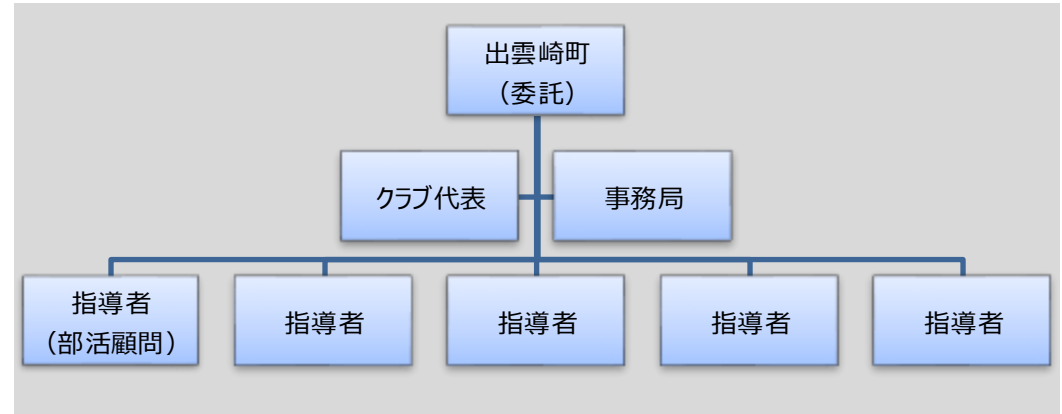 出雲崎町
（委託）
クラブ代表
事務局
指導者
（部活顧問）
指導者
指導者
指導者
指導者